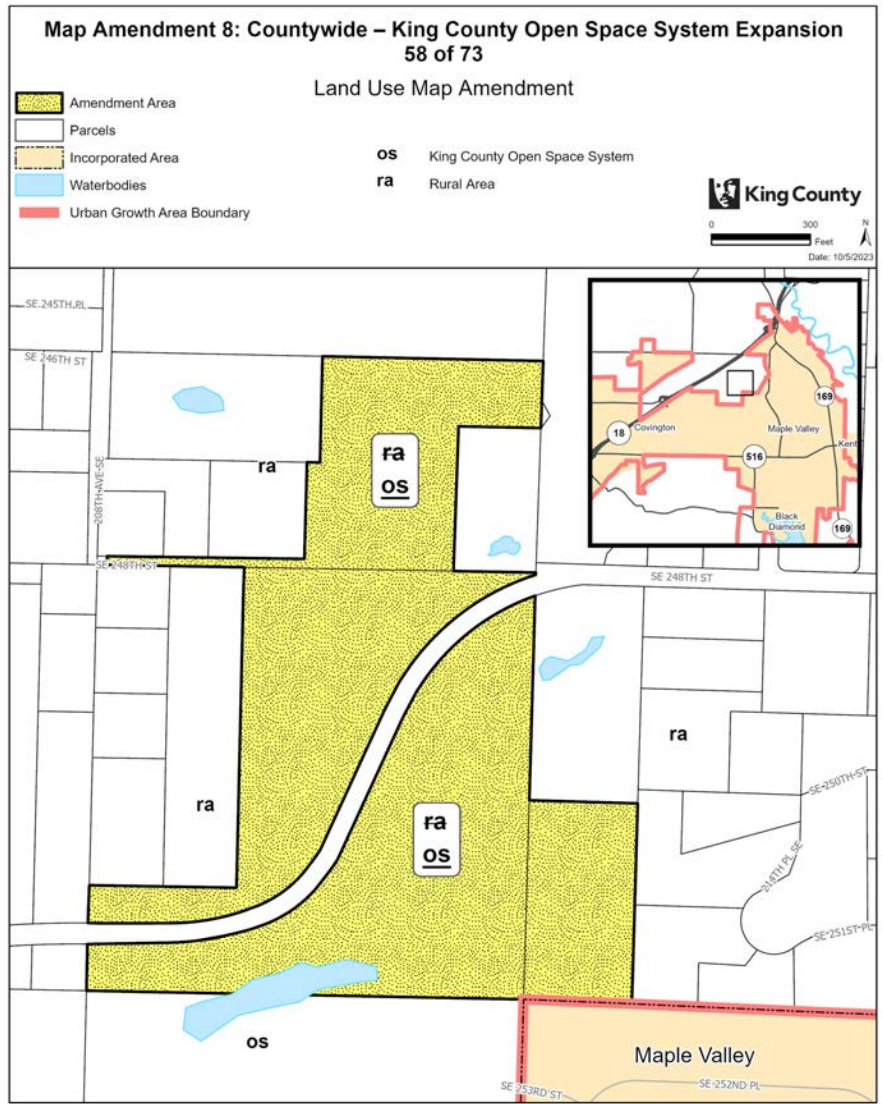 Map Amendment 8: Countywide – King County Open Space System Expansion
58 of 73
Land Use Map Amendment
Amendment Area
Parcels
Incorporated Area
Waterbodies
Urban Growth Area Boundary
os King County Open Space System
ra Rural Area
King County
0 300
Feet
N
Date: 10/5/2023
SE 245TH PL
SE 246TH ST
208TH AVE SE
ra
ra
os
SE 248TH ST
SE 248TH ST
169
18
Covington
Maple Valley
Kent
516
Black
Diamond
169
ra
ra
ra
os
SE 250TH ST
214TH PL SE
SE 251ST PL
os
Maple Valley
SE 253RD ST
SE 252ND PL